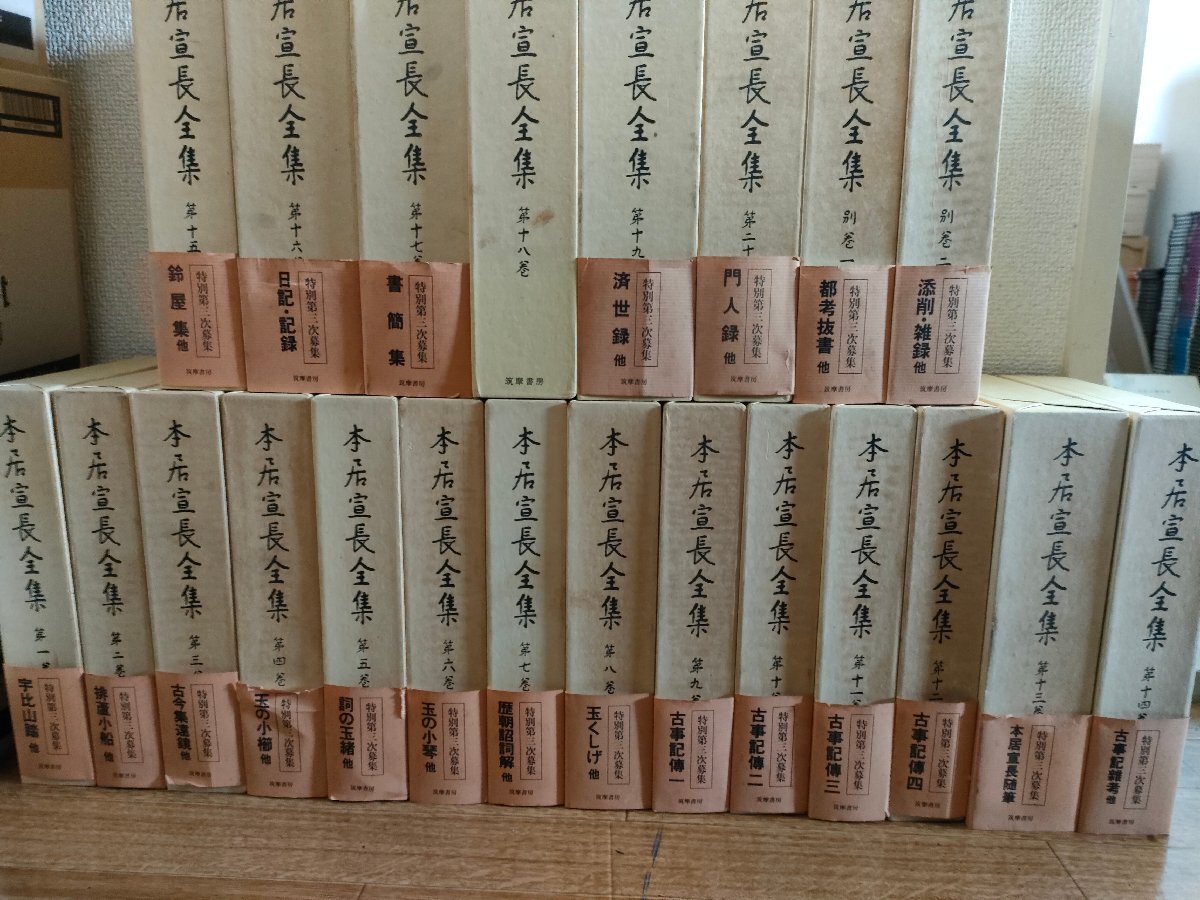 居宣長全集 第十五
特別第三次募集
鈴屋集 他
居宣長全集 第十六
特別第三次募集
日記・記録
筑摩書房
居宣長全集 第十七巻
特別第三次募集
書簡集
筑摩書房
居宣長全集 第十八巻
筑摩書房
居宣長全集 第十九
特別第三次募集
済世録 他
筑摩書房
居宣長全集 第二十
特別第三次募集
門人録 他
筑摩書房
居宣長全集 別巻一
特別第三次募集
都考抜書 他
筑摩書房
居宣長全集 別巻二
特別第三次募集
添削・雑録 他
筑摩書房
本居宣長全集 第一巻
特別第三次募集
宇比山踏 他
筑摩書房
本居宣長全集 第二巻
特別第三次募集
排蘆小船 他
筑摩書房
本居宣長全集 第三巻
特別第三次募集
古今集遠鏡 他
筑摩書房
本居宣長全集 第四巻
特別第三次募集
玉の小櫛 他
筑摩書房
本居宣長全集 第五巻
特別第三次募集
詞の玉緒 他
筑摩書房
本居宣長全集 第六巻
特別第三次募集
玉の小琴 他
筑摩書房
本居宣長全集 第七巻
特別第三次募集
歴朝詔詞解 他
筑摩書房
本居宣長全集 第八巻
特別第三次募集
玉くしげ 他
筑摩書房
本居宣長全集 第九巻
特別第三次募集
古事記傳一
筑摩書房
本居宣長全集 第十巻
特別第三次募集
古事記傳二
筑摩書房
本居宣長全集 第十一巻
特別第三次募集
古事記傳三
筑摩書房
本居宣長全集 第十二
特別第三次募集
古事記傳四
筑摩書房
本居宣長全集 第十三巻
特別第三次募集
本居宣長随筆
筑摩書房
本居宣長全集 第十四巻
特別第三次募集
古事記雑考 他
筑摩書房